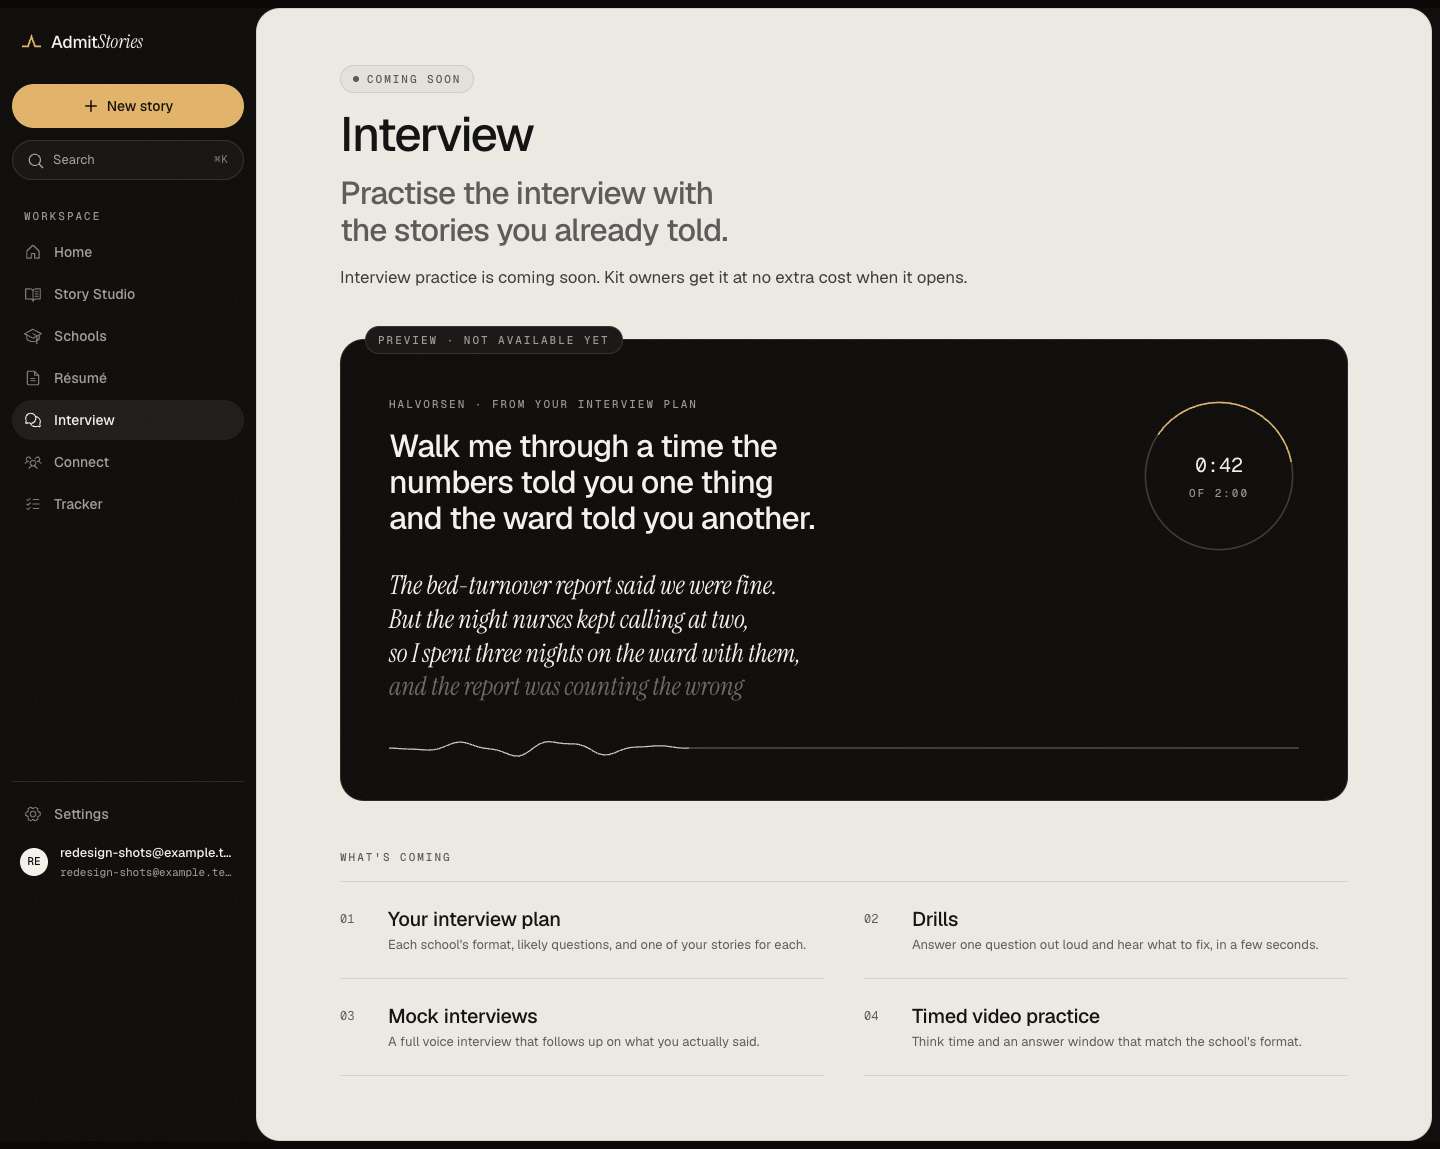 AdmitStories
New story
Search ⌘K
WORKSPACE
Home
Story Studio
Schools
Résumé
Interview
Connect
Tracker
Settings
RE
redesign-shots@example.t…
redesign-shots@example.te…
COMING SOON
Interview
Practise the interview with
the stories you already told.
Interview practice is coming soon. Kit owners get it at no extra cost when it opens.
PREVIEW · NOT AVAILABLE YET
HALVORSEN · FROM YOUR INTERVIEW PLAN
Walk me through a time the
numbers told you one thing
and the ward told you another.
0:42
OF 2:00
The bed-turnover report said we were fine.
But the night nurses kept calling at two,
so I spent three nights on the ward with them,
and the report was counting the wrong
WHAT'S COMING
01 Your interview plan
Each school's format, likely questions, and one of your stories for each.
02 Drills
Answer one question out loud and hear what to fix, in a few seconds.
03 Mock interviews
A full voice interview that follows up on what you actually said.
04 Timed video practice
Think time and an answer window that match the school's format.